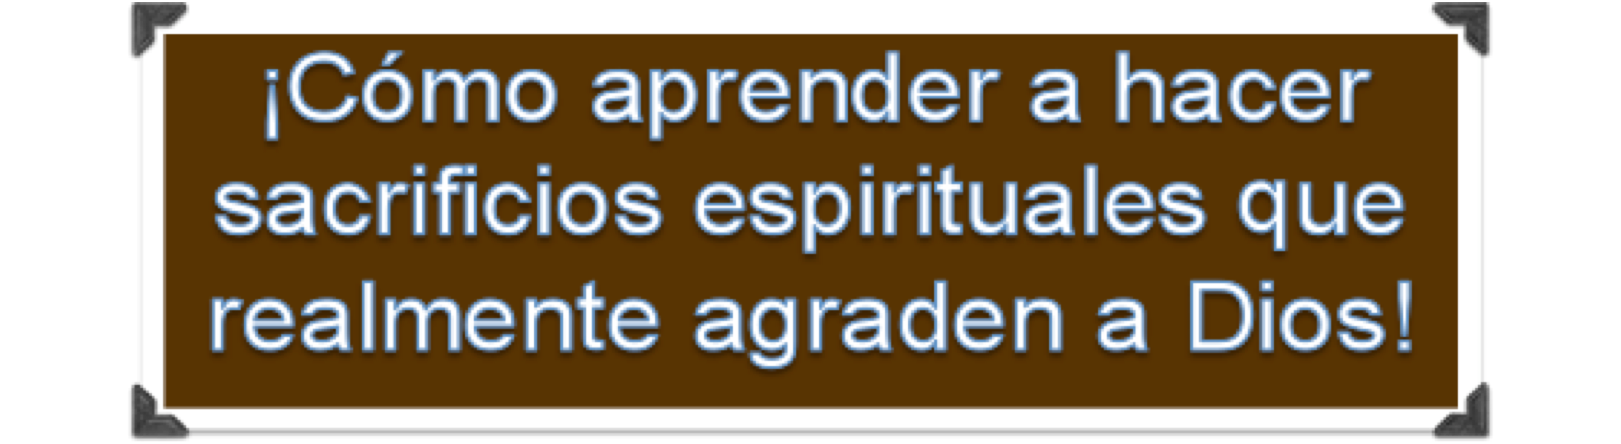 ¡Cómo aprender a hacer
sacrificios espirituales que
realmente agraden a Dios!